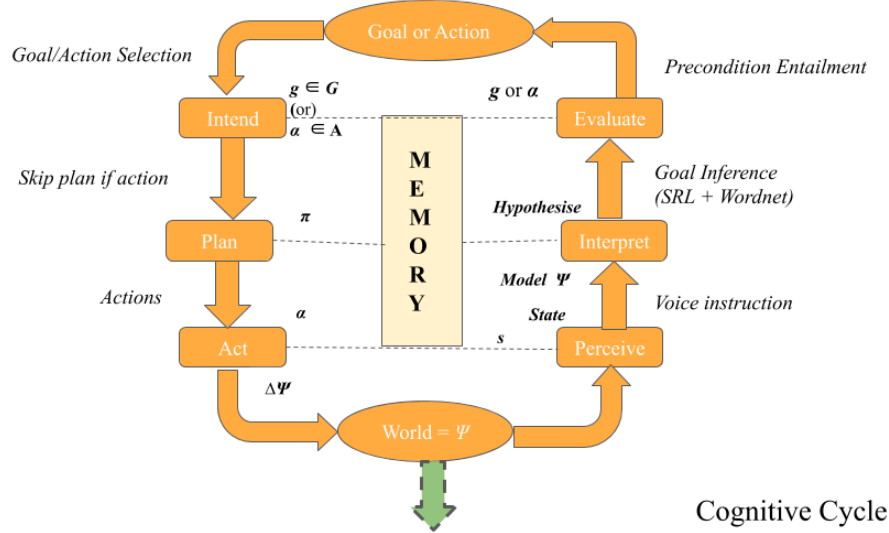 Goal or Action
Goal/Action Selection
Precondition Entailment
g ∈ G
(or)
α ∈ A
g or α
Intend
Evaluate
M
E
M
O
R
Y
Skip plan if action
Goal Inference
(SRL + Wordnet)
Hypothesise
π
Plan
Interpret
Model Ψ
Actions
Voice instruction
State
α
s
Act
Perceive
ΔΨ
World = Ψ
Cognitive Cycle